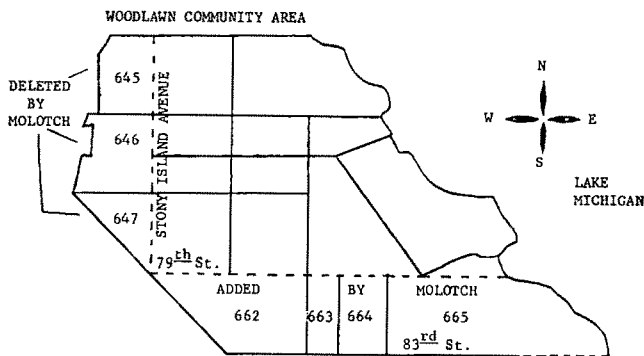 WOODLAWN COMMUNITY AREA
DELETED
BY
MOLOTCH
645
646
647
STONY ISLAND AVENUE
N
W E
S
LAKE
MICHIGAN
79th St.
ADDED BY MOLOTCH
662 663 664 665
83rd St.